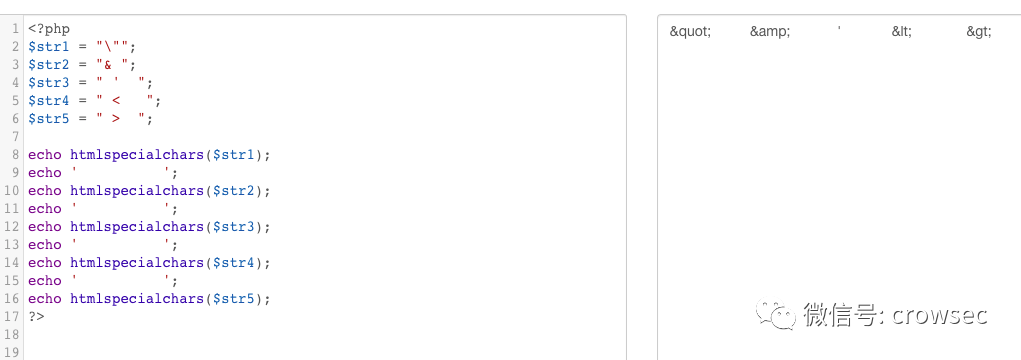 1 <?php
2 $str1 = "\"";
3 $str2 = "& ";
4 $str3 = " '  ";
5 $str4 = " <   ";
6 $str5 = " >  ";
7
8 echo htmlspecialchars($str1);
9 echo '          ';
10 echo htmlspecialchars($str2);
11 echo '          ';
12 echo htmlspecialchars($str3);
13 echo '          ';
14 echo htmlspecialchars($str4);
15 echo '          ';
16 echo htmlspecialchars($str5);
17 ?>
18
19
&quot;     &amp;      '      &lt;      &gt;
微信号: crowsec